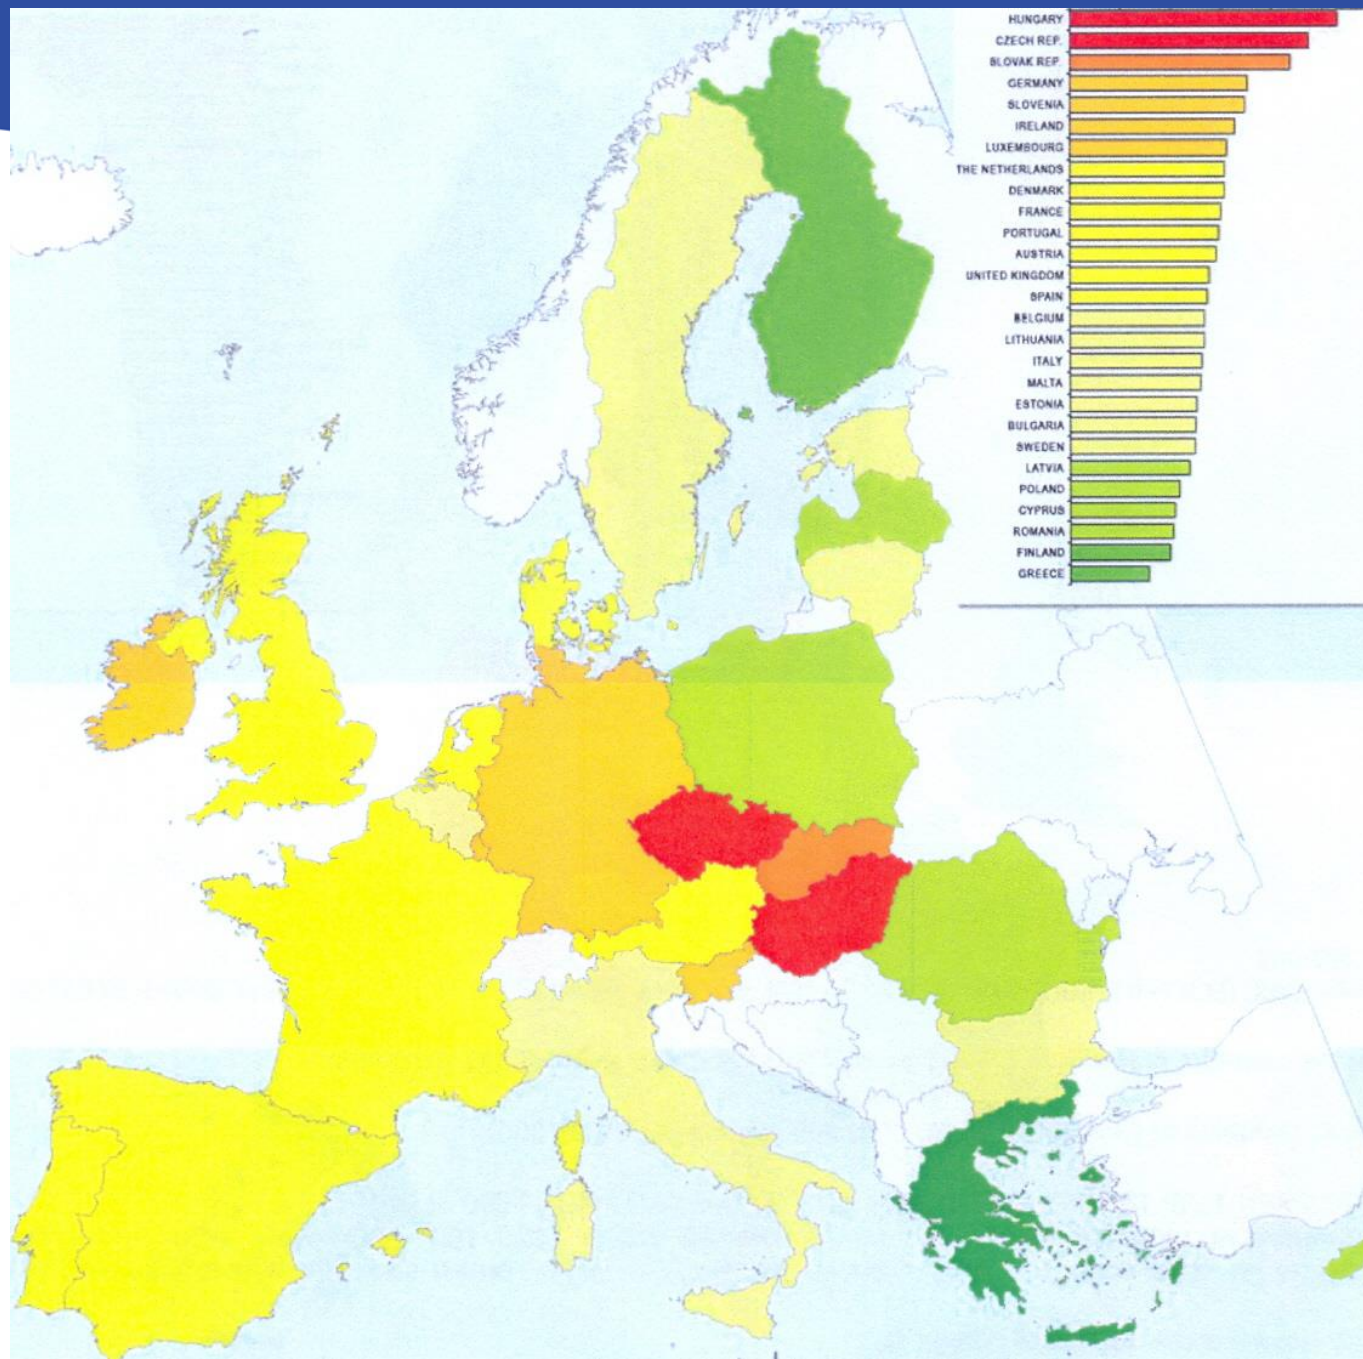 HUNGARY
CZECH REP.
SLOVAK REP.
GERMANY
SLOVENIA
IRELAND
LUXEMBOURG
THE NETHERLANDS
DENMARK
FRANCE
PORTUGAL
AUSTRIA
UNITED KINGDOM
SPAIN
BELGIUM
LITHUANIA
ITALY
MALTA
ESTONIA
BULGARIA
SWEDEN
LATVIA
POLAND
CYPRUS
ROMANIA
FINLAND
GREECE